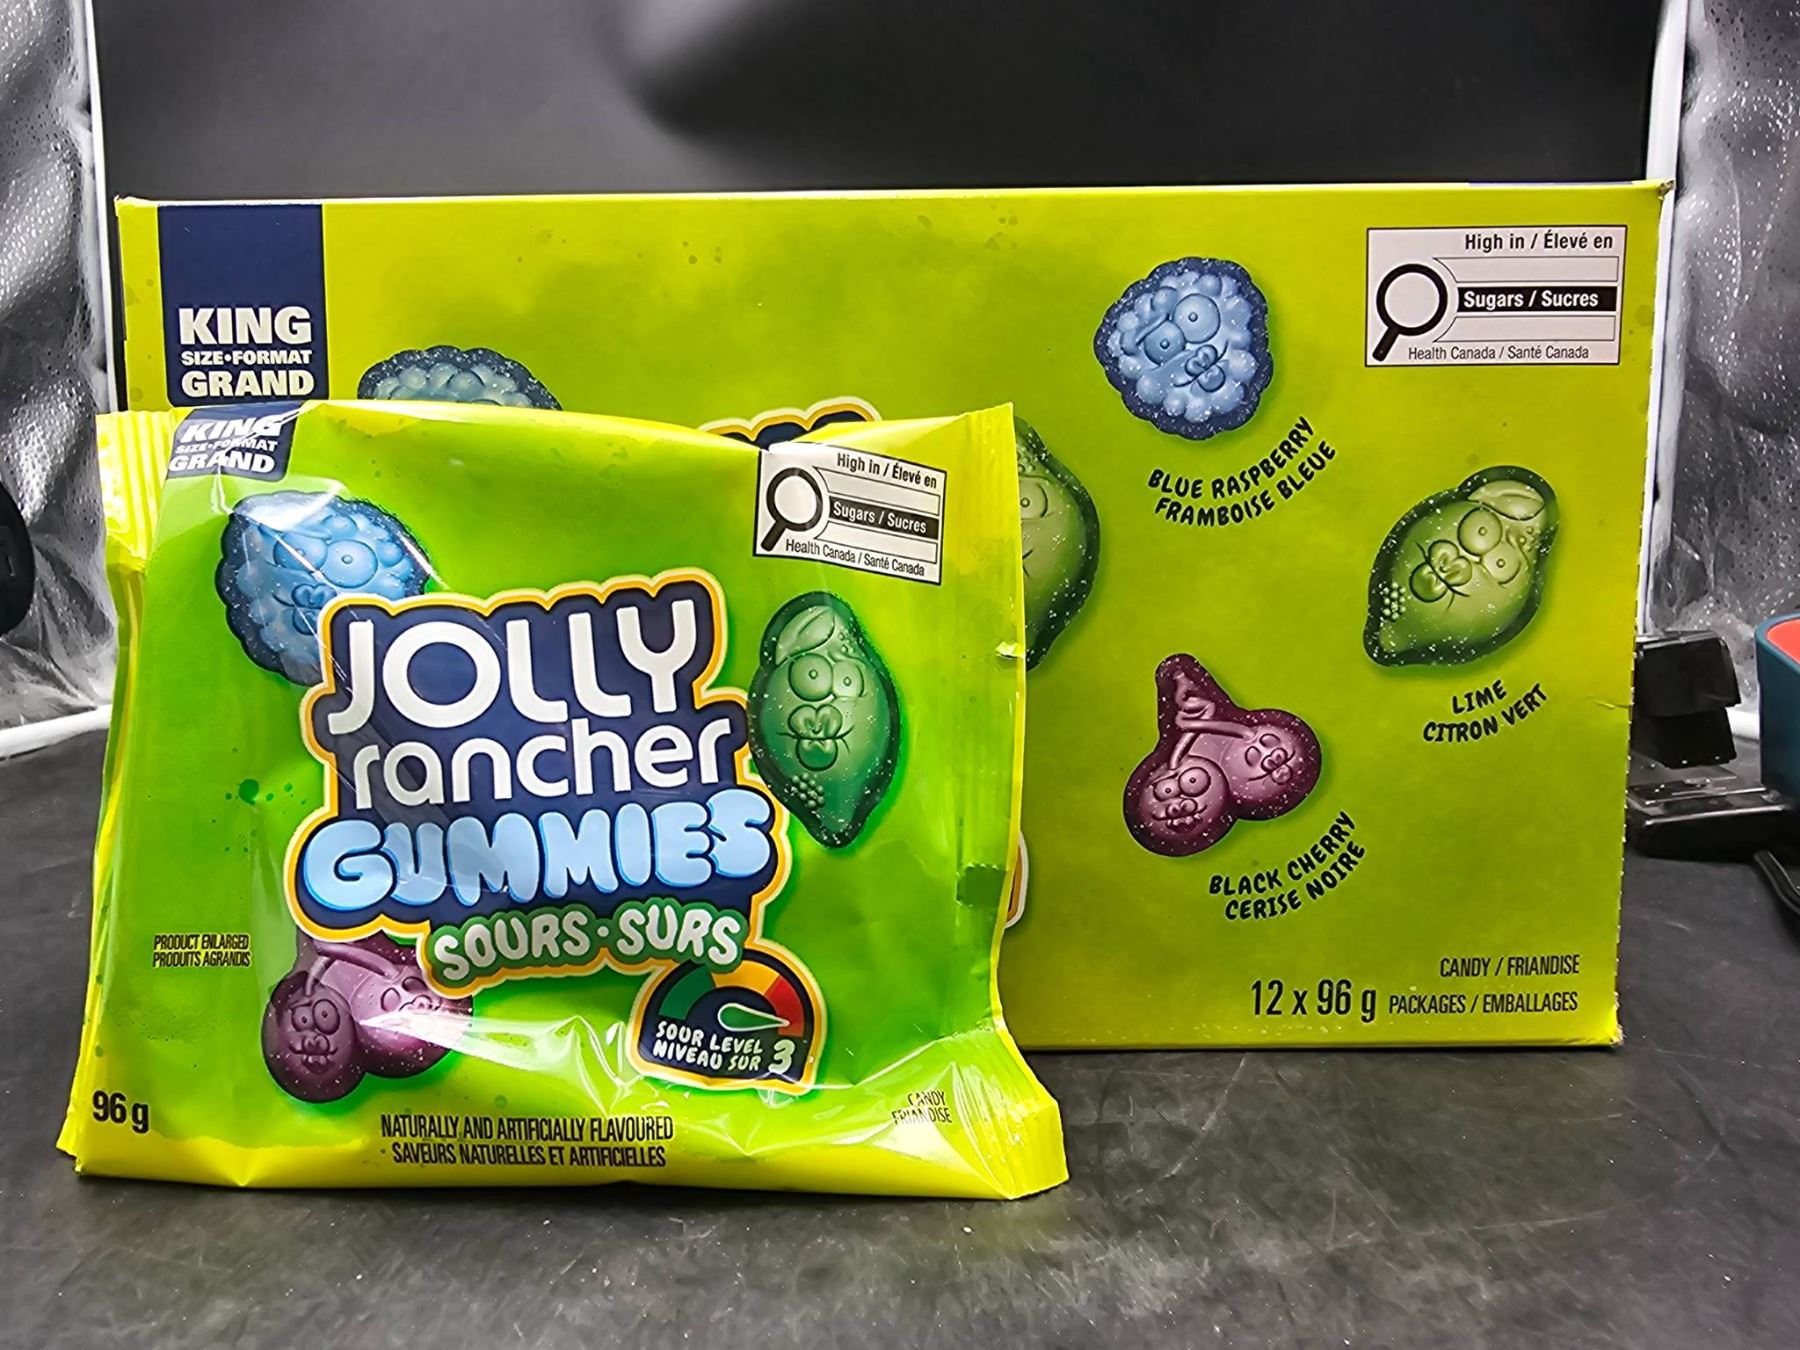 KING
SIZE•FORMAT
GRAND
High in / Élevé en
Sugars / Sucres
Health Canada / Santé Canada
BLUE RASPBERRY
FRAMBOISE BLEUE
LIME
CITRON VERT
BLACK CHERRY
CERISE NOIRE
CANDY / FRIANDISE
12 x 96 g PACKAGES / EMBALLAGES
KING
SIZE•FORMAT
GRAND
High in / Élevé en
Sugars / Sucres
Health Canada / Santé Canada
JOLLY
rancher
GUMMIES
SOURS•SURS
PRODUCT ENLARGED
PRODUITS AGRANDIS
SOUR LEVEL
NIVEAU SUR 3
96 g
NATURALLY AND ARTIFICIALLY FLAVOURED
SAVEURS NATURELLES ET ARTIFICIELLES
CANDY
FRIANDISE